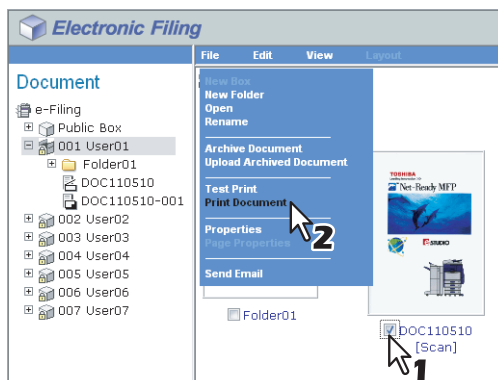 Electronic Filing
File Edit View Layout
Document
e-Filing
Public Box
001 User01
Folder01
DOC110510
DOC110510-001
002 User02
003 User03
004 User04
005 User05
006 User06
007 User07
New Box
New Folder
Open
Rename
Archive Document
Upload Archived Document
Test Print
Print Document
Properties
Page Properties
Send Email
2
Folder01
TOSHIBA
Net-Ready MFP
e-STUDIO
DOC110510
[Scan]
1